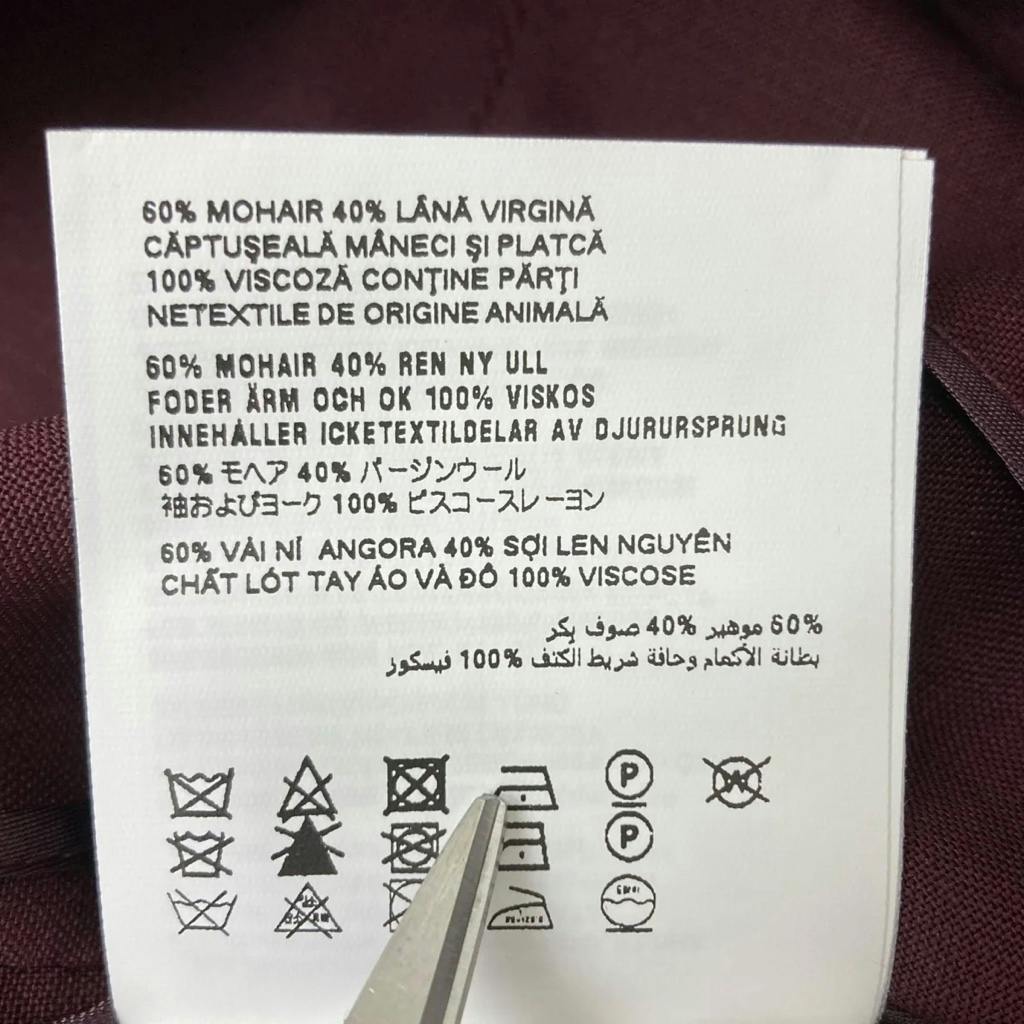 60% MOHAIR 40% LÂNĂ VIRGINĂ
CĂPTUŞEALĂ MÂNECI ŞI PLATCĂ
100% VISCOZĂ CONŢINE PĂRŢI
NETEXTILE DE ORIGINE ANIMALĂ
60% MOHAIR 40% REN NY ULL
FODER ÄRM OCH OK 100% VISKOS
INNEHÅLLER ICKETEXTILDELAR AV DJURURSPRUNG
60% モヘア 40% バージンウール
袖およびヨーク 100% ビスコースレーヨン
60% VẢI NỈ ANGORA 40% SỢI LEN NGUYÊN
CHẤT LÓT TAY ÁO VÀ ĐÔ 100% VISCOSE
60% موهير 40% صوف بكر
بطانة الأكمام وحافة شريط الكتف 100% فيسكوز
P W
P